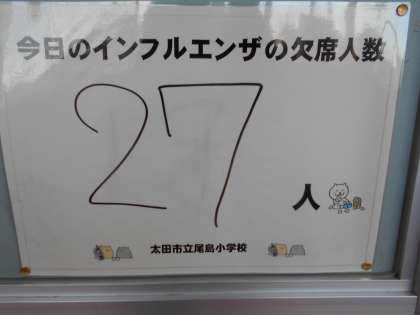 今日のインフルエンザの欠席人数
27
人
太田市立尾島小学校